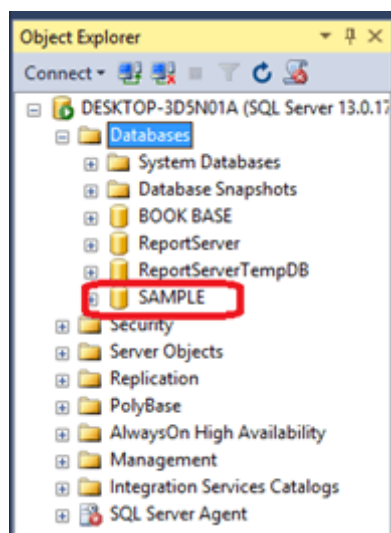 Object Explorer
Connect
DESKTOP-3D5N01A (SQL Server 13.0.17
Databases
System Databases
Database Snapshots
BOOK BASE
ReportServer
ReportServerTempDB
SAMPLE
Security
Server Objects
Replication
PolyBase
AlwaysOn High Availability
Management
Integration Services Catalogs
SQL Server Agent